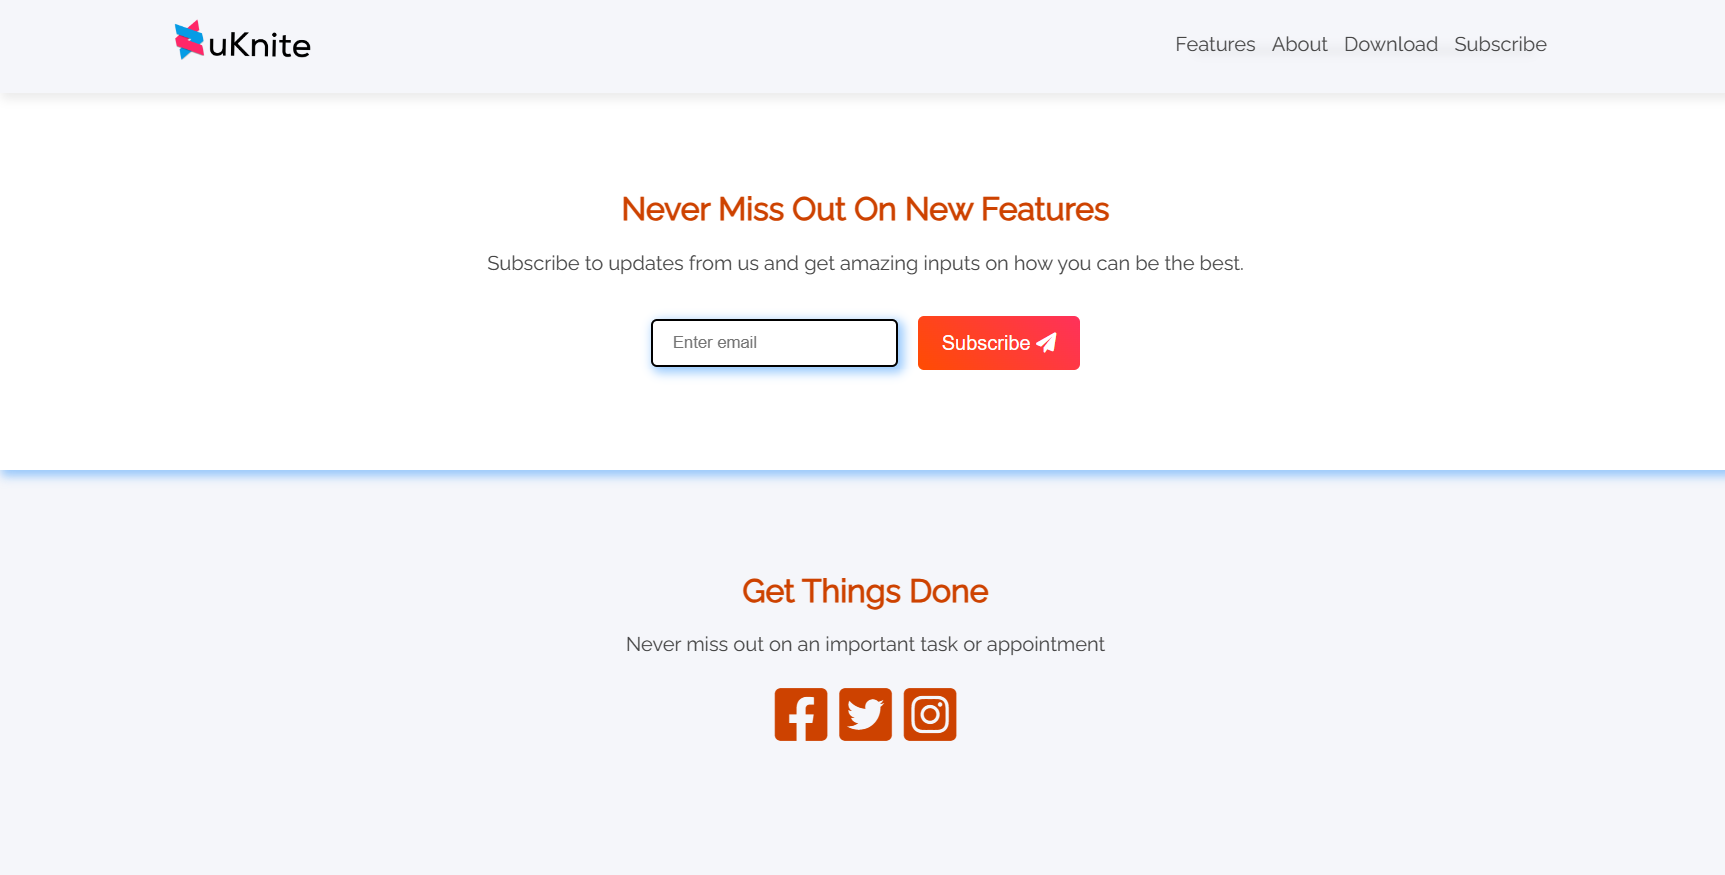 uKnite
Features About Download Subscribe
Never Miss Out On New Features
Subscribe to updates from us and get amazing inputs on how you can be the best.
Enter email
Subscribe
Get Things Done
Never miss out on an important task or appointment